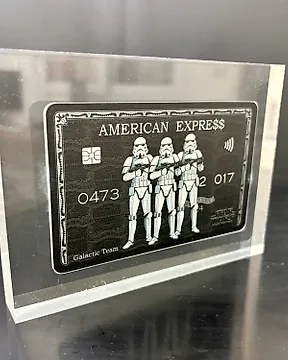 AMERICAN EXPRE$$
0473 2 017
Galactic Team